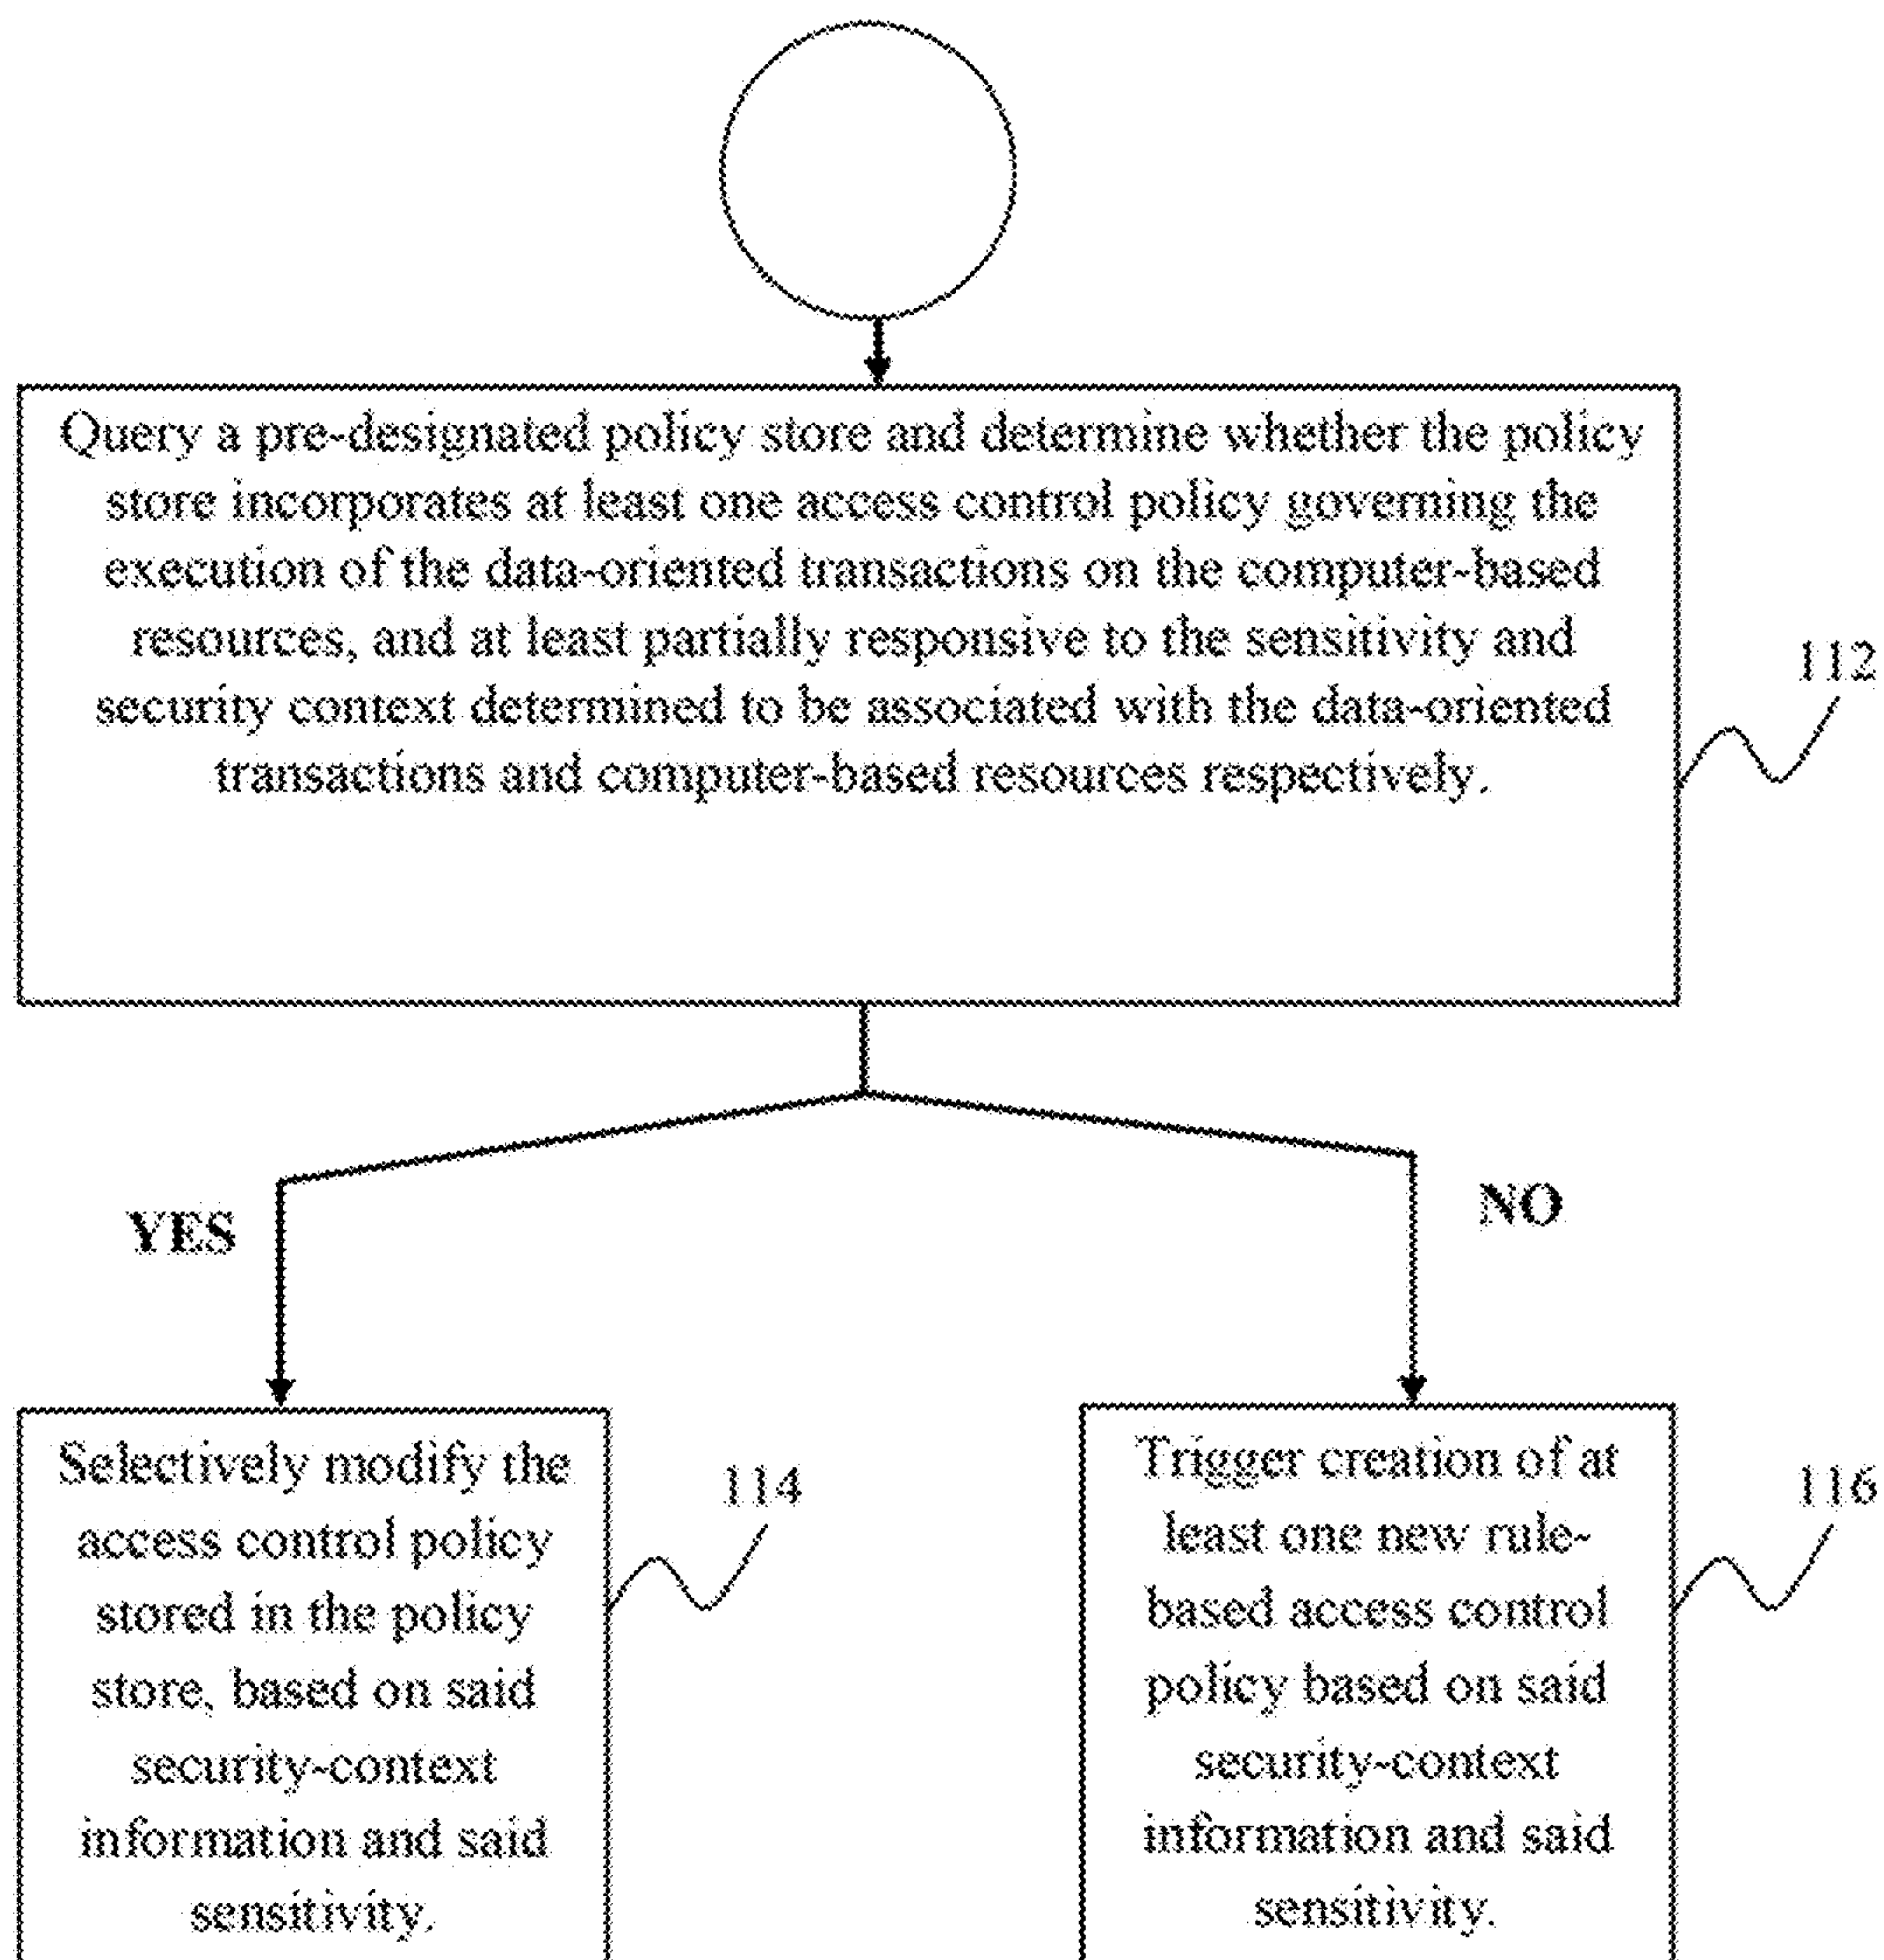 Query a pre-designated policy store and determine whether the policy
store incorporates at least one access control policy governing the
execution of the data-oriented transactions on the computer-based
resources, and at least partially responsive to the sensitivity and
security context determined to be associated with the data-oriented
transactions and computer-based resources respectively.
112
YES
NO
Selectively modify the
access control policy
stored in the policy
store, based on said
security-context
information and said
sensitivity.
114
Trigger creation of at
least one new rule-
based access control
policy based on said
security-context
information and said
sensitivity.
116